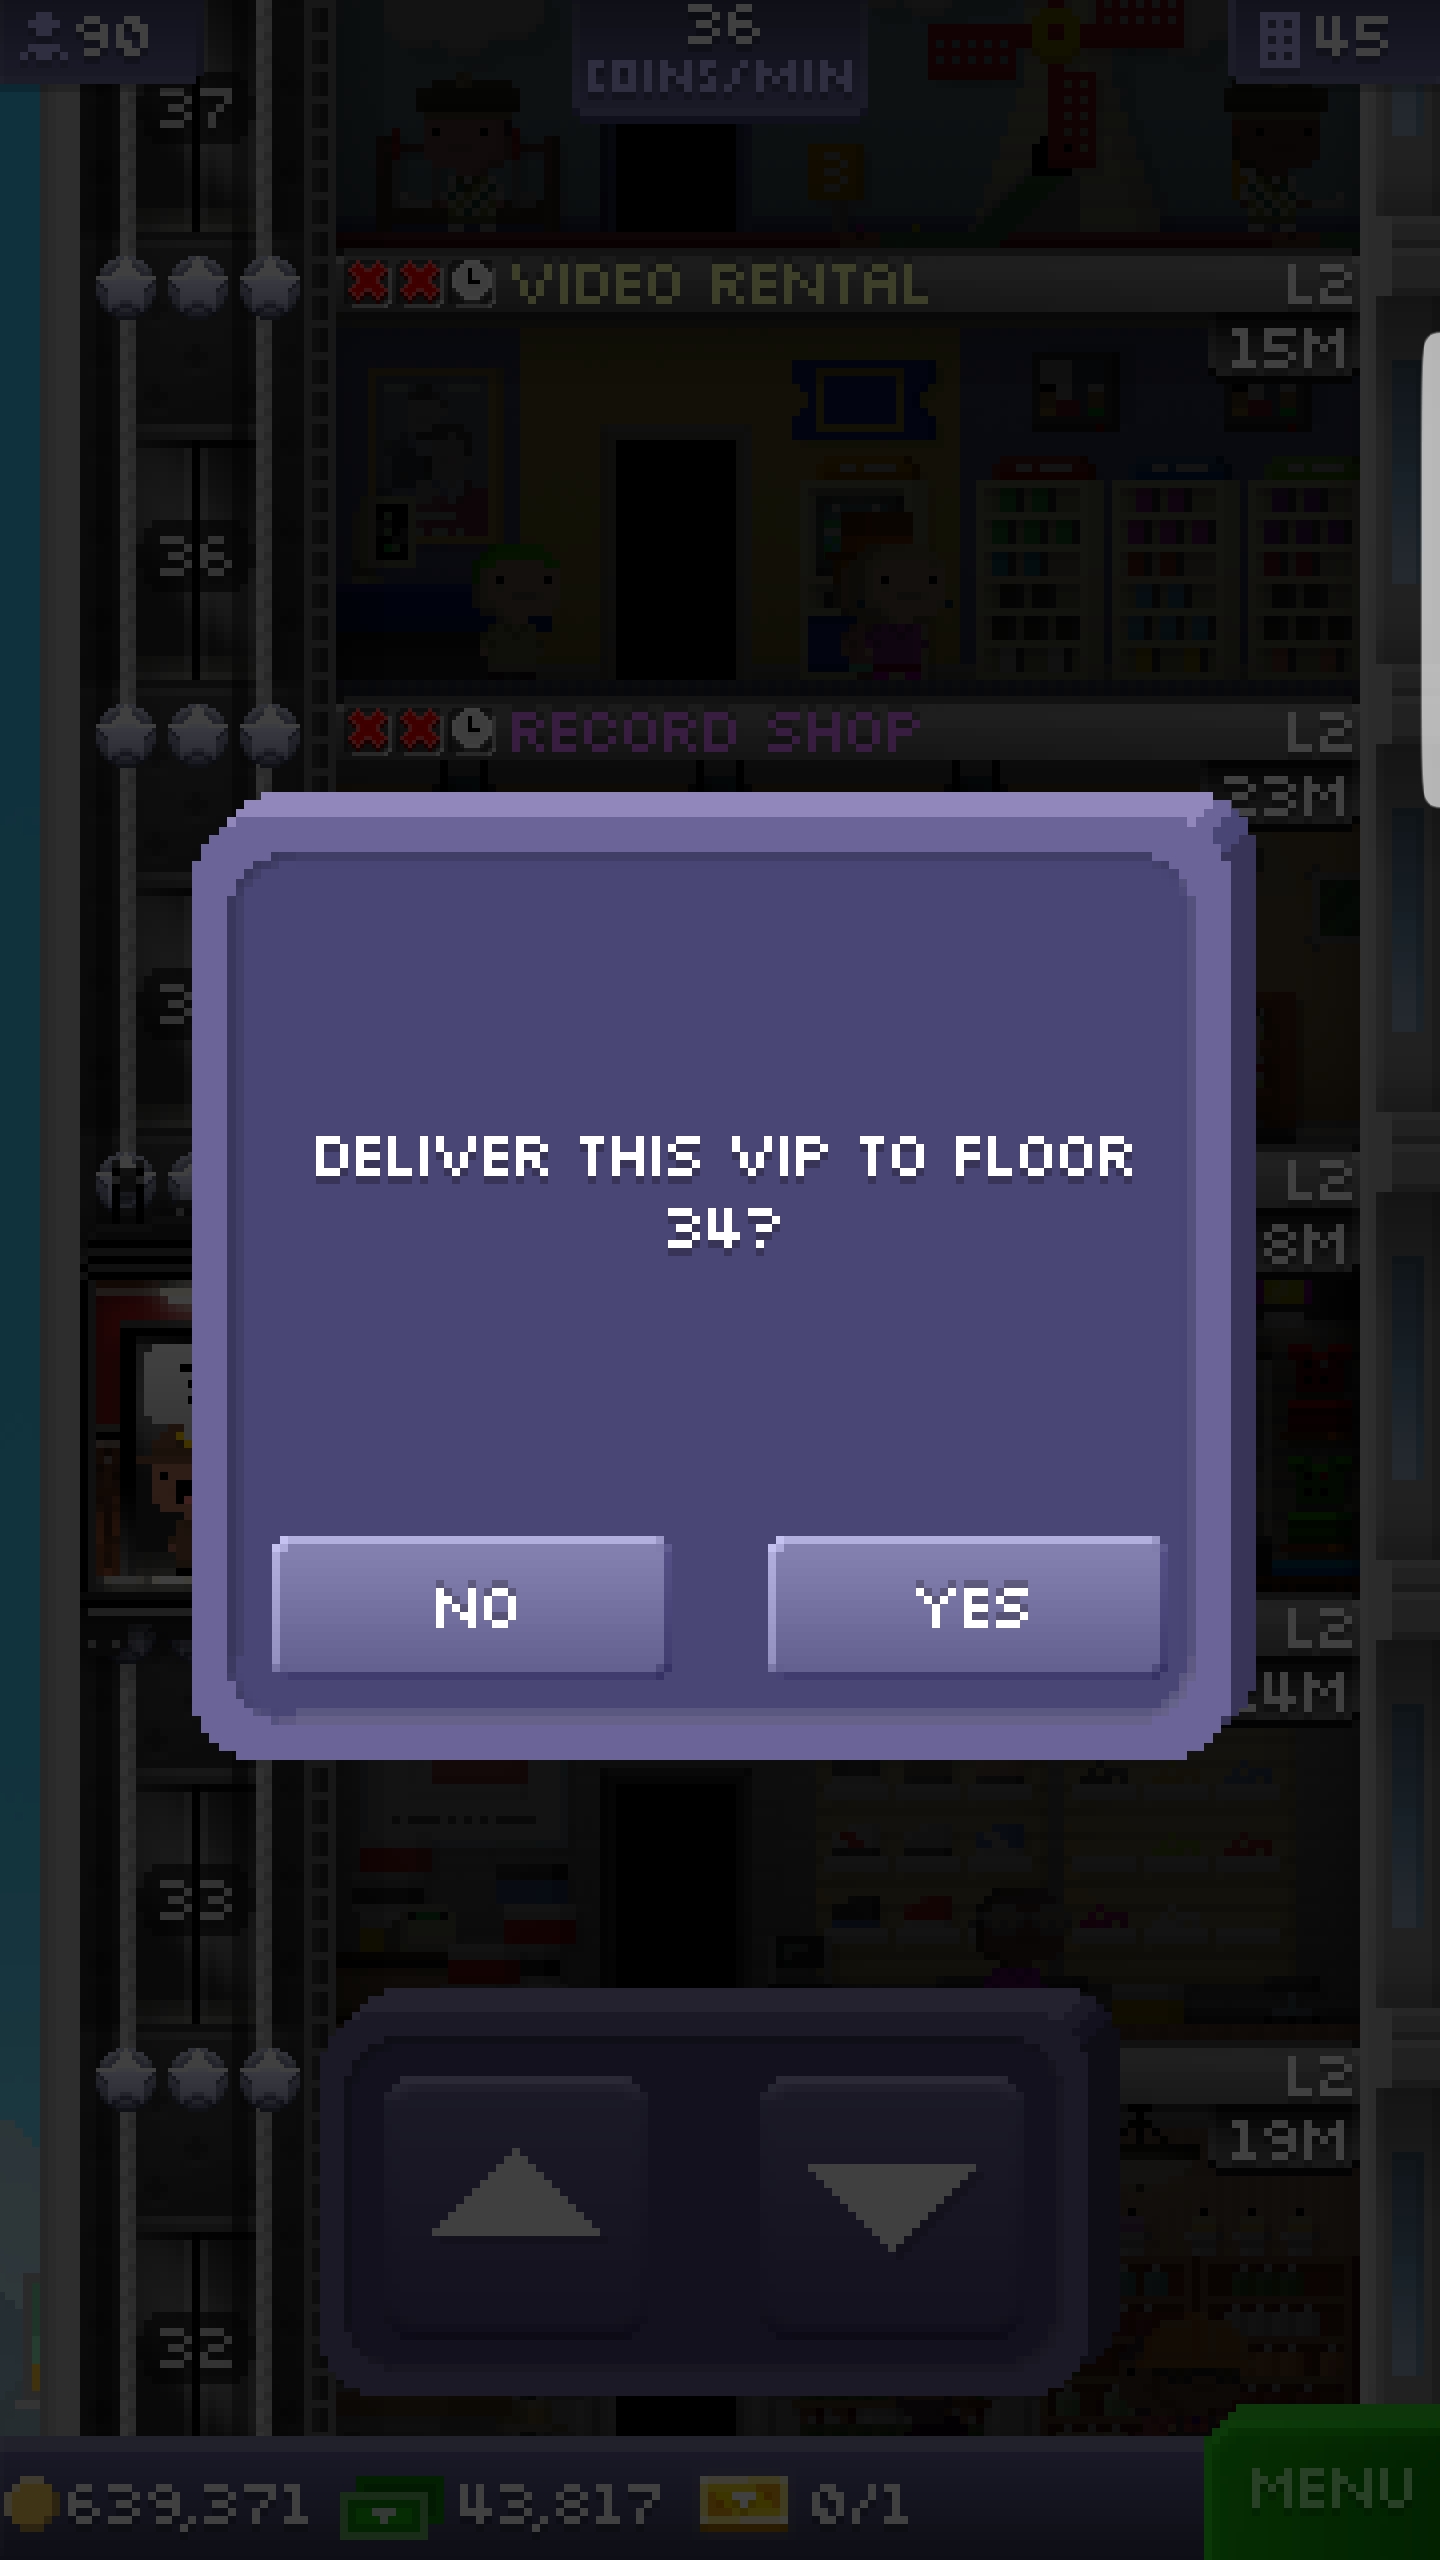 90
36
COINS/MIN
45
37
VIDEO RENTAL L2
15M
36
RECORD SHOP L2
23M
L2
8M
DELIVER THIS VIP TO FLOOR
34?
NO YES
L2
4M
33
L2
19M
32
639,371 43,817 0/1
MENU